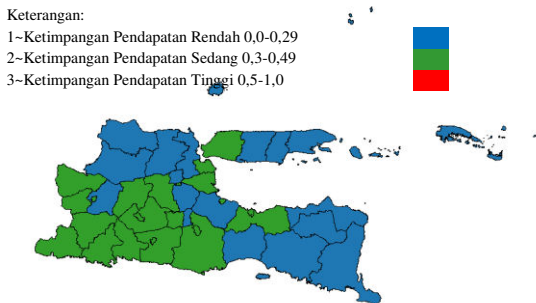 Keterangan:
1~Ketimpangan Pendapatan Rendah 0,0-0,29
2~Ketimpangan Pendapatan Sedang 0,3-0,49
3~Ketimpangan Pendapatan Tinggi 0,5-1,0